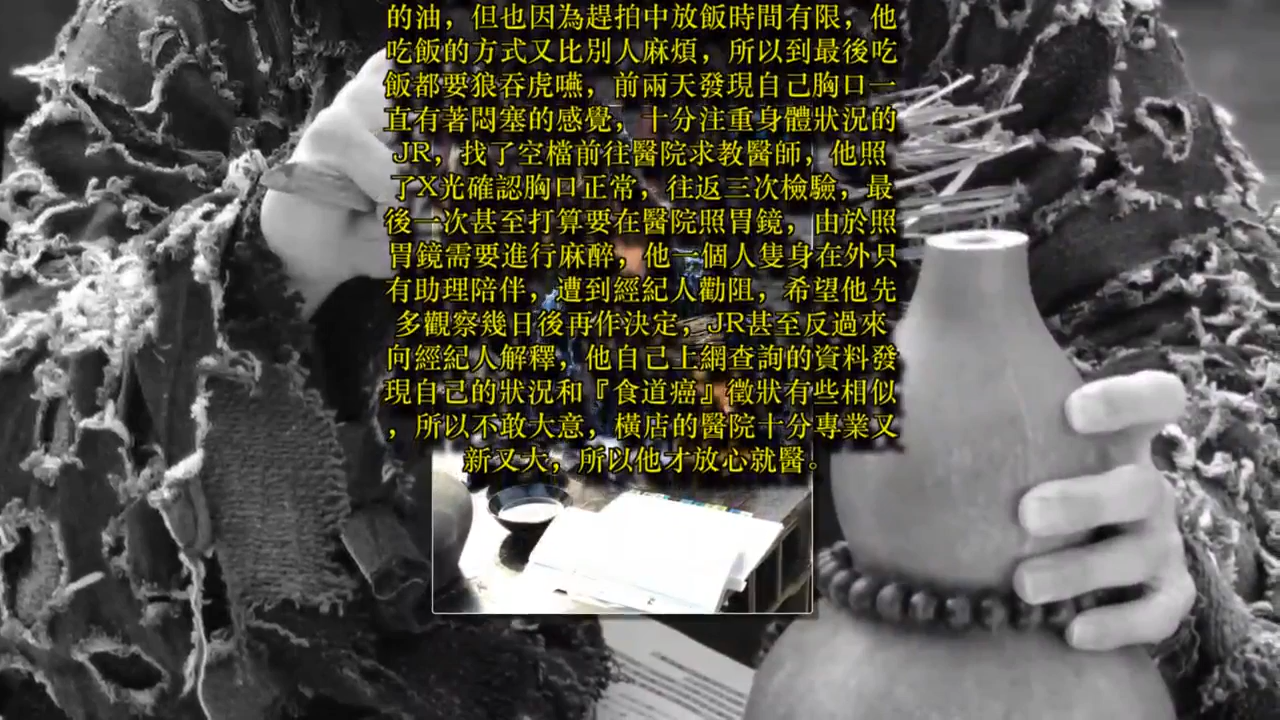 的油，但也因為趕拍中放飯時間有限，他
吃飯的方式又比別人麻煩，所以到最後吃
飯都要狼吞虎嚥，前兩天發現自己胸口一
直有著悶塞的感覺，十分注重身體狀況的
JR，找了空檔前往醫院求教醫師，他照
了X光確認胸口正常，往返三次檢驗，最
後一次甚至打算要在醫院照胃鏡，由於照
胃鏡需要進行麻醉，他一個人隻身在外只
有助理陪伴，遭到經紀人勸阻，希望他先
多觀察幾日後再作決定，JR甚至反過來
向經紀人解釋，他自己上網查詢的資料發
現自己的狀況和『食道癌』徵狀有些相似
，所以不敢大意，橫店的醫院十分專業又
新又大，所以他才放心就醫。